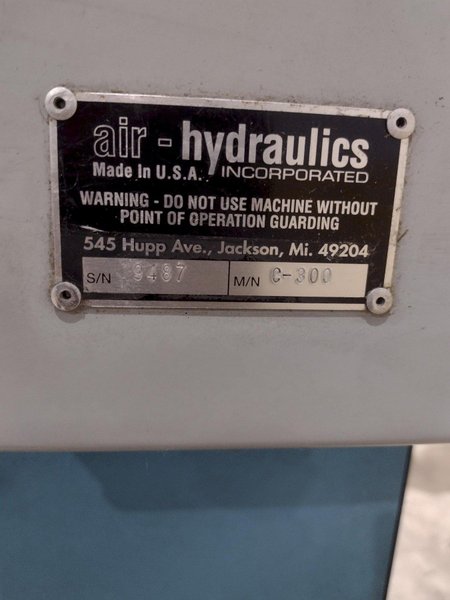 air - hydraulics
Made In U.S.A. INCORPORATED
WARNING - DO NOT USE MACHINE WITHOUT
POINT OF OPERATION GUARDING
545 Hupp Ave., Jackson, Mi. 49204
S/N M/N C-300